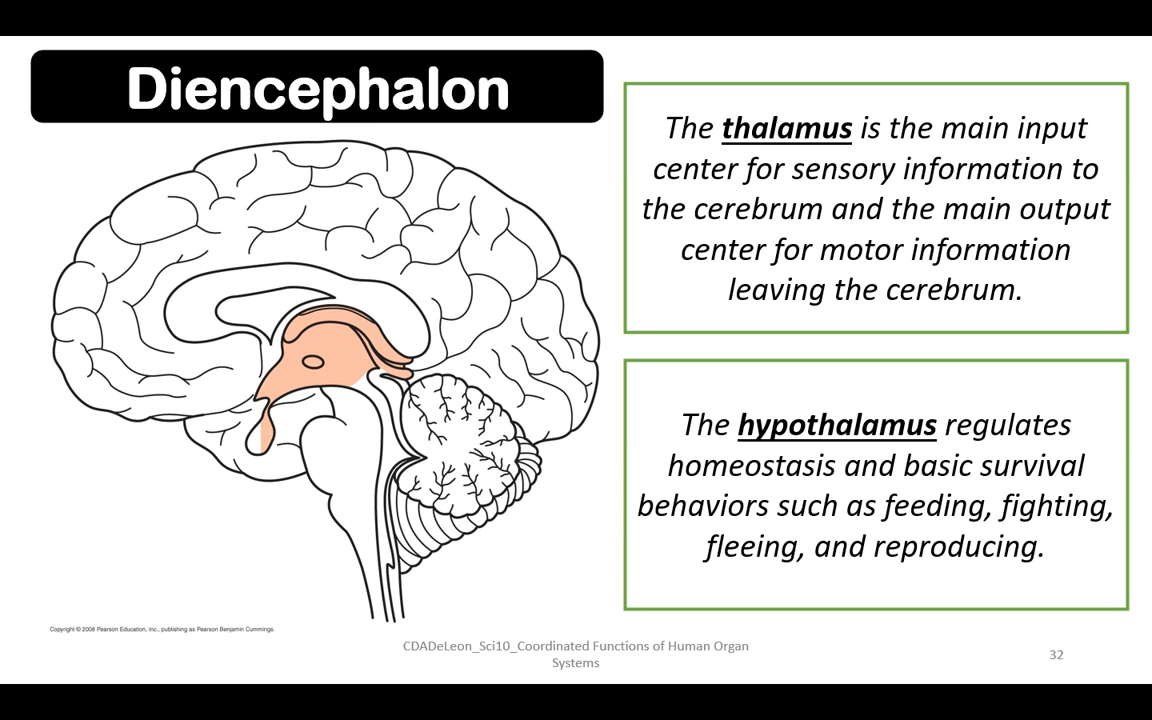 Diencephalon
The thalamus is the main input
center for sensory information to
the cerebrum and the main output
center for motor information
leaving the cerebrum.
The hypothalamus regulates
homeostasis and basic survival
behaviors such as feeding, fighting,
fleeing, and reproducing.
Copyright © 2008 Pearson Education, Inc., publishing as Pearson Benjamin Cummings.
CDADeLeon_Sci10_Coordinated Functions of Human Organ
Systems
32